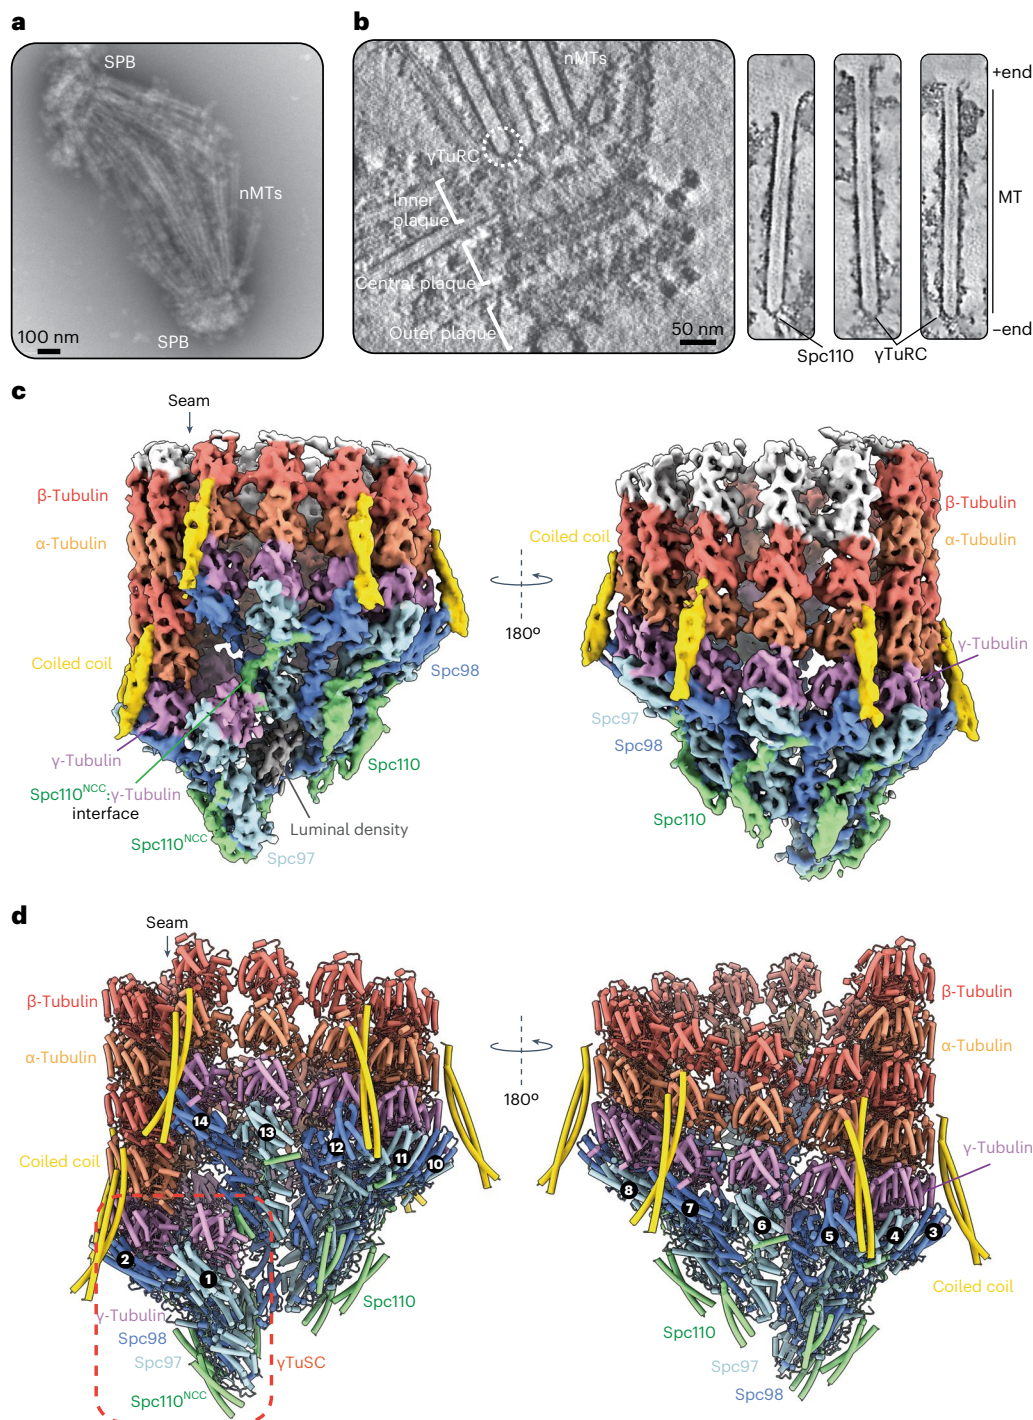 a
SPB
nMTs
100 nm
SPB
b
nMTs
γTuRC
Inner
plaque
Central plaque
Outer plaque
50 nm
+end
MT
–end
Spc110
γTuRC
c
Seam
β-Tubulin
α-Tubulin
Coiled coil
γ-Tubulin
Spc110NCC:γ-Tubulin
interface
Spc110NCC
Spc97
Luminal density
Spc110
Spc98
180º
Coiled coil
β-Tubulin
α-Tubulin
γ-Tubulin
Spc97
Spc98
Spc110
d
Seam
β-Tubulin
α-Tubulin
Coiled coil
14
13
12
11
10
2
1
γ-Tubulin
Spc98
Spc97
Spc110NCC
γTuSC
Spc110
180º
β-Tubulin
α-Tubulin
γ-Tubulin
8
7
6
5
4
3
Coiled coil
Spc110
Spc97
Spc98